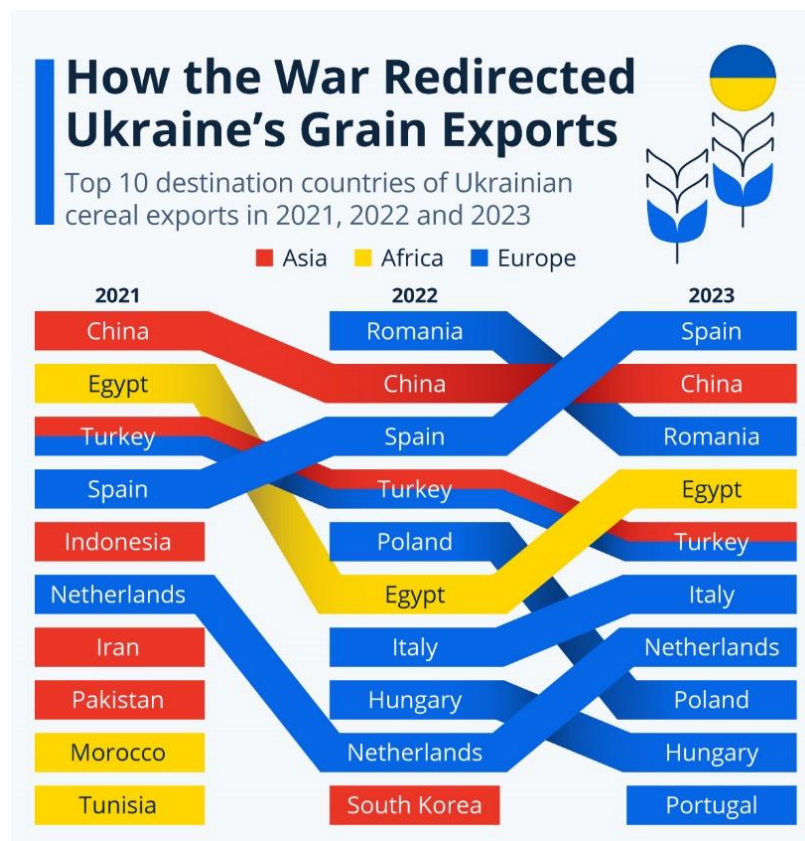 How the War Redirected
Ukraine’s Grain Exports
Top 10 destination countries of Ukrainian
cereal exports in 2021, 2022 and 2023
Asia Africa Europe
2021 2022 2023
China Romania Spain
Egypt China China
Turkey Spain Romania
Spain Turkey Egypt
Indonesia Poland Turkey
Netherlands Egypt Italy
Iran Italy Netherlands
Pakistan Hungary Poland
Morocco Netherlands Hungary
Tunisia South Korea Portugal